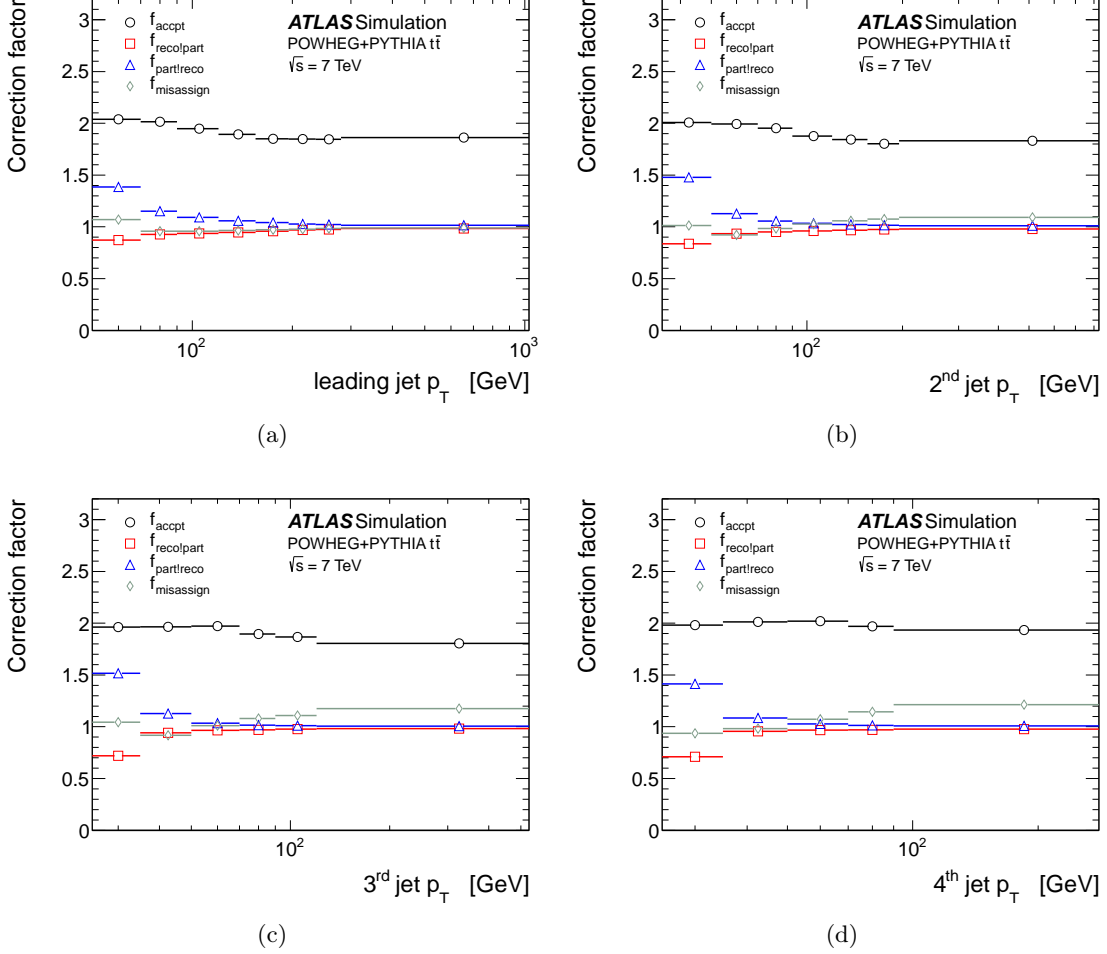 Correction factor
3
2.5
2
1.5
1
0.5
0
f_accpt
f_reco!part
f_part!reco
f_misassign
ATLAS Simulation
POWHEG+PYTHIA tt̄
√s = 7 TeV
10² 10³
leading jet p_T [GeV]
(a)
Correction factor
3
2.5
2
1.5
1
0.5
0
f_accpt
f_reco!part
f_part!reco
f_misassign
ATLAS Simulation
POWHEG+PYTHIA tt̄
√s = 7 TeV
10²
2nd jet p_T [GeV]
(b)
Correction factor
3
2.5
2
1.5
1
0.5
0
f_accpt
f_reco!part
f_part!reco
f_misassign
ATLAS Simulation
POWHEG+PYTHIA tt̄
√s = 7 TeV
10²
3rd jet p_T [GeV]
(c)
Correction factor
3
2.5
2
1.5
1
0.5
0
f_accpt
f_reco!part
f_part!reco
f_misassign
ATLAS Simulation
POWHEG+PYTHIA tt̄
√s = 7 TeV
10²
4th jet p_T [GeV]
(d)